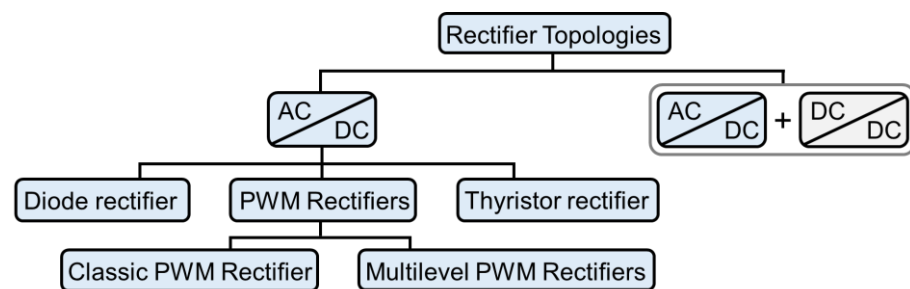 Rectifier Topologies
AC
DC
AC
DC
+
DC
DC
Diode rectifier
PWM Rectifiers
Thyristor rectifier
Classic PWM Rectifier
Multilevel PWM Rectifiers